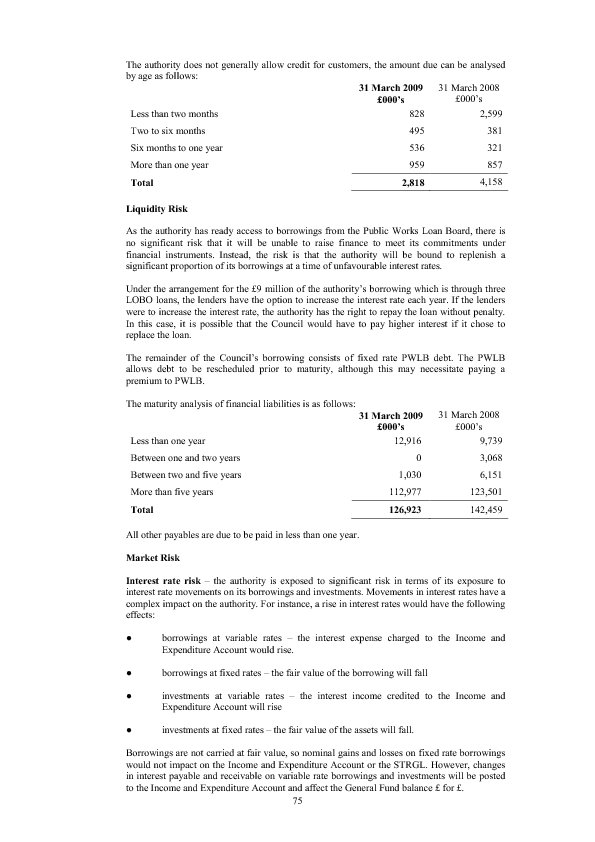 The authority does not generally allow credit for customers, the amount due can be analysed
by age as follows:
31 March 2009 31 March 2008
£000’s £000’s
Less than two months 828 2,599
Two to six months 495 381
Six months to one year 536 321
More than one year 959 857
Total 2,818 4,158
Liquidity Risk
As the authority has ready access to borrowings from the Public Works Loan Board, there is
no significant risk that it will be unable to raise finance to meet its commitments under
financial instruments. Instead, the risk is that the authority will be bound to replenish a
significant proportion of its borrowings at a time of unfavourable interest rates.
Under the arrangement for the £9 million of the authority’s borrowing which is through three
LOBO loans, the lenders have the option to increase the interest rate each year. If the lenders
were to increase the interest rate, the authority has the right to repay the loan without penalty.
In this case, it is possible that the Council would have to pay higher interest if it chose to
replace the loan.
The remainder of the Council’s borrowing consists of fixed rate PWLB debt. The PWLB
allows debt to be rescheduled prior to maturity, although this may necessitate paying a
premium to PWLB.
The maturity analysis of financial liabilities is as follows:
31 March 2009 31 March 2008
£000’s £000’s
Less than one year 12,916 9,739
Between one and two years 0 3,068
Between two and five years 1,030 6,151
More than five years 112,977 123,501
Total 126,923 142,459
All other payables are due to be paid in less than one year.
Market Risk
Interest rate risk – the authority is exposed to significant risk in terms of its exposure to
interest rate movements on its borrowings and investments. Movements in interest rates have a
complex impact on the authority. For instance, a rise in interest rates would have the following
effects:
● borrowings at variable rates – the interest expense charged to the Income and
Expenditure Account would rise.
● borrowings at fixed rates – the fair value of the borrowing will fall
● investments at variable rates – the interest income credited to the Income and
Expenditure Account will rise
● investments at fixed rates – the fair value of the assets will fall.
Borrowings are not carried at fair value, so nominal gains and losses on fixed rate borrowings
would not impact on the Income and Expenditure Account or the STRGL. However, changes
in interest payable and receivable on variable rate borrowings and investments will be posted
to the Income and Expenditure Account and affect the General Fund balance £ for £.
75